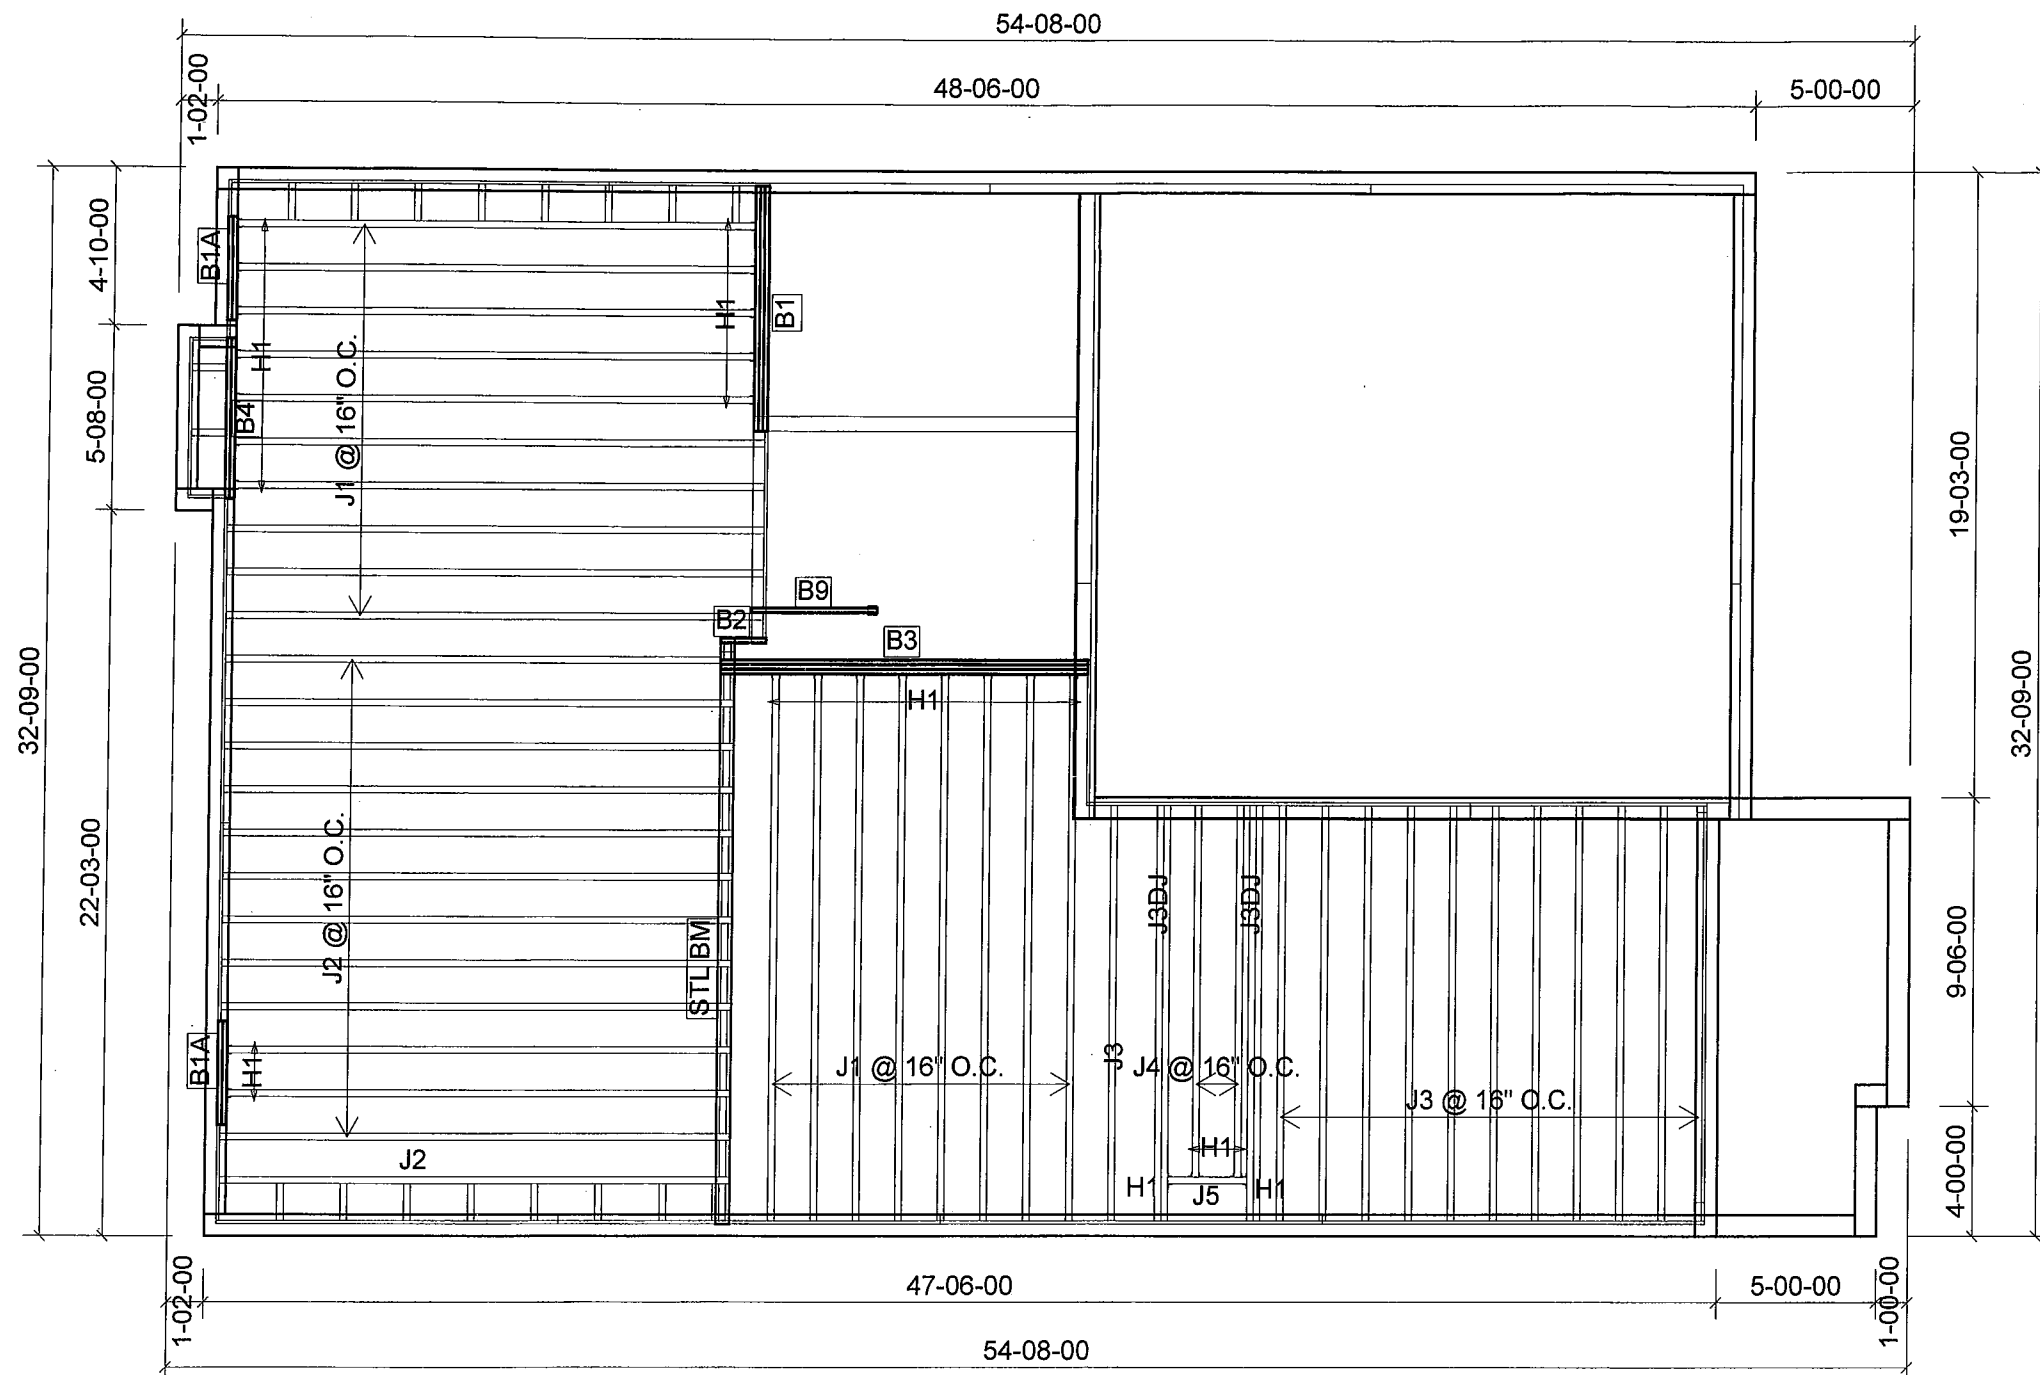 54-08-00
48-06-00
5-00-00
1-02-00
4-10-00
B1A
H1
J1 @ 16" O.C.
H1
B1
5-08-00
B4
19-03-00
B9
B2
B3
32-09-00
32-09-00
H1
22-03-00
J2 @ 16" O.C.
STL BM
J3DJ
J3DJ
9-06-00
B1A
H1
J1 @ 16" O.C.
J3
J4 @ 16" O.C.
J3 @ 16" O.C.
J2
H1
H1
J5
H1
4-00-00
1-02-00
47-06-00
5-00-00
1-00-00
54-08-00